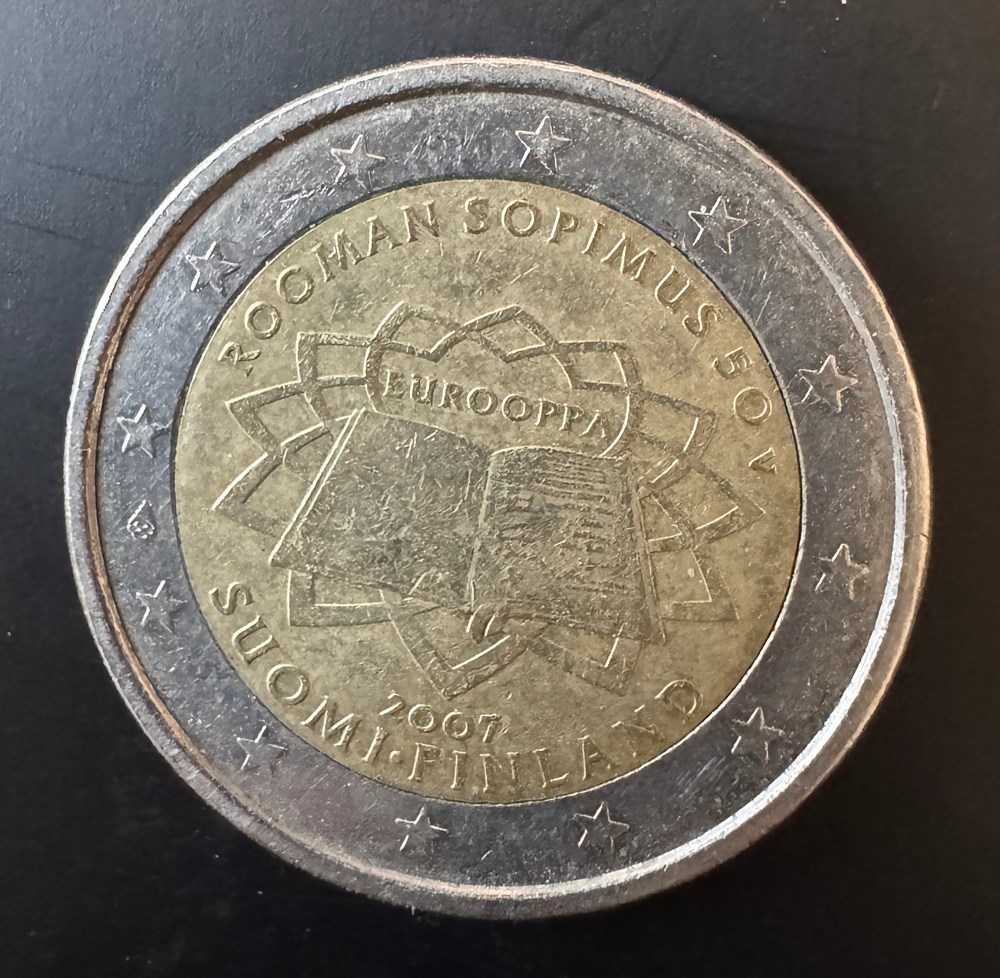 ROOMAN SOPIMUS 50 V
EUROOPPA
2007
SUOMI·FINLAND